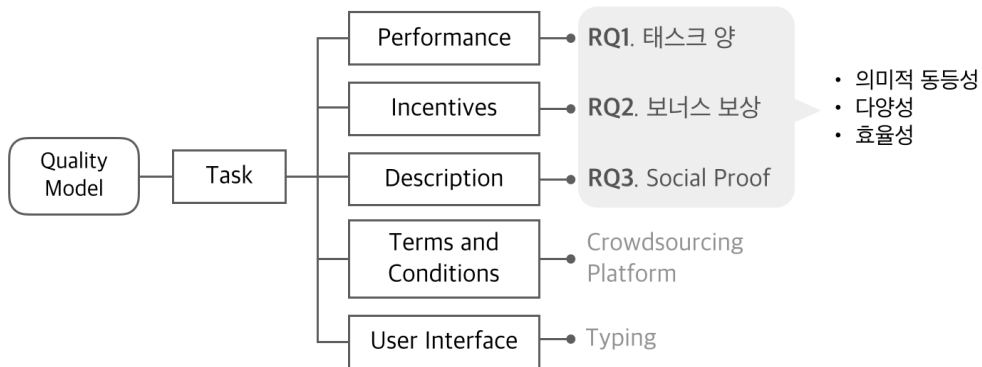 Quality
Model
Task
Performance
RQ1. 태스크 양
Incentives
RQ2. 보너스 보상
Description
RQ3. Social Proof
• 의미적 동등성
• 다양성
• 효율성
Terms and
Conditions
Crowdsourcing
Platform
User Interface
Typing